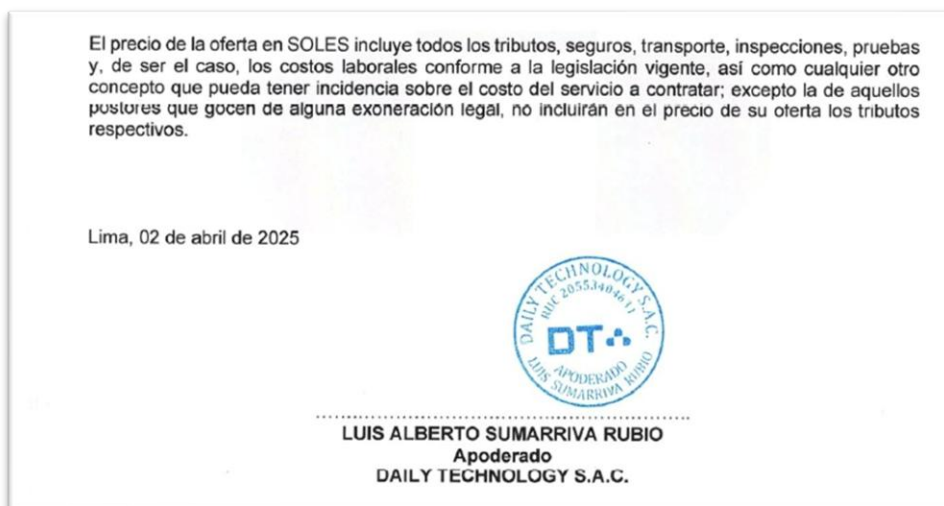 El precio de la oferta en SOLES incluye todos los tributos, seguros, transporte, inspecciones, pruebas
y, de ser el caso, los costos laborales conforme a la legislación vigente, así como cualquier otro
concepto que pueda tener incidencia sobre el costo del servicio a contratar; excepto la de aquellos
postores que gocen de alguna exoneración legal, no incluirán en el precio de su oferta los tributos
respectivos.
Lima, 02 de abril de 2025
DAILY TECHNOLOGY S.A.C.
RUC 20553404611
DT
APODERADO
LUIS SUMARRIVA RUBIO
LUIS ALBERTO SUMARRIVA RUBIO
Apoderado
DAILY TECHNOLOGY S.A.C.